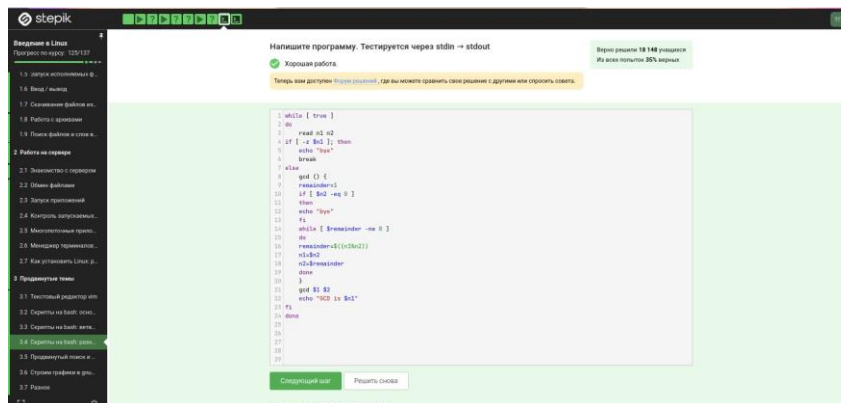 stepik
Введение в Linux
Прогресс по курсу: 125/137
1.5 Запуск исполняемых ф...
1.6 Ввод / вывод
1.7 Скачивание файлов из...
1.8 Работа с архивами
1.9 Поиск файлов и слов в...
2 Работа на сервере
2.1 Знакомство с сервером
2.2 Обмен файлами
2.3 Запуск приложений
2.4 Контроль запускаемых...
2.5 Многопоточные прило...
2.6 Менеджер терминалов...
2.7 Как установить Linux: р...
3 Продвинутые темы
3.1 Текстовый редактор vim
3.2 Скрипты на bash: осно...
3.3 Скрипты на bash: ветв...
3.4 Скрипты на bash: разн...
3.5 Продвинутый поиск и ...
3.6 Строим графики в gnu...
3.7 Разное
Напишите программу. Тестируется через stdin → stdout
Хорошая работа.
Верно решили 18 148 учащихся
Из всех попыток 35% верных
Теперь вам доступен Форум решений, где вы можете сравнить свое решение с другими или спросить совета.
1 while [ true ]
2 do
3 read n1 n2
4 if [ -z $n1 ]; then
5 echo "bye"
6 break
7 else
8 gcd () {
9 remainder=1
10 if [ $n2 -eq 0 ]
11 then
12 echo "bye"
13 fi
14 while [ $remainder -ne 0 ]
15 do
16 remainder=$((n1%n2))
17 n1=$n2
18 n2=$remainder
19 done
20 }
21 gcd $1 $2
22 echo "GCD is $n1"
23 fi
24 done
25
26
27
28
29
Следующий шаг
Решить снова